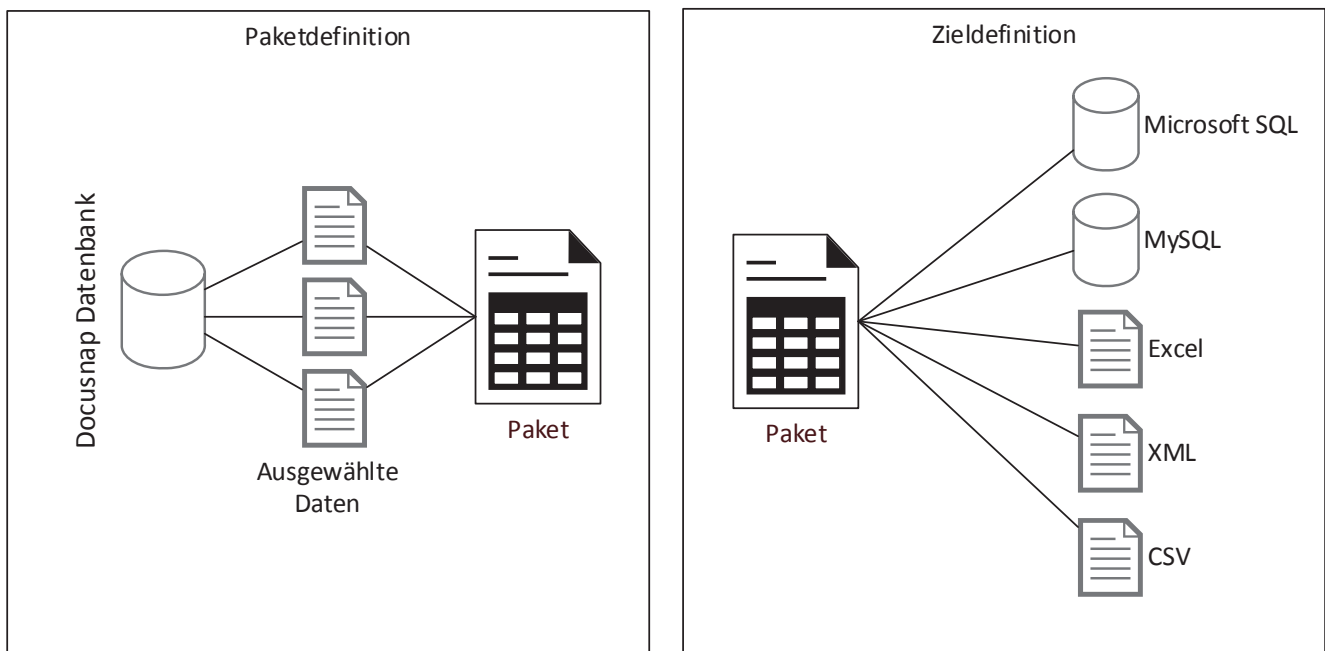 Paketdefinition
Docusnap Datenbank
Ausgewählte
Daten
Paket
Zieldefinition
Paket
Microsoft SQL
MySQL
Excel
XML
CSV